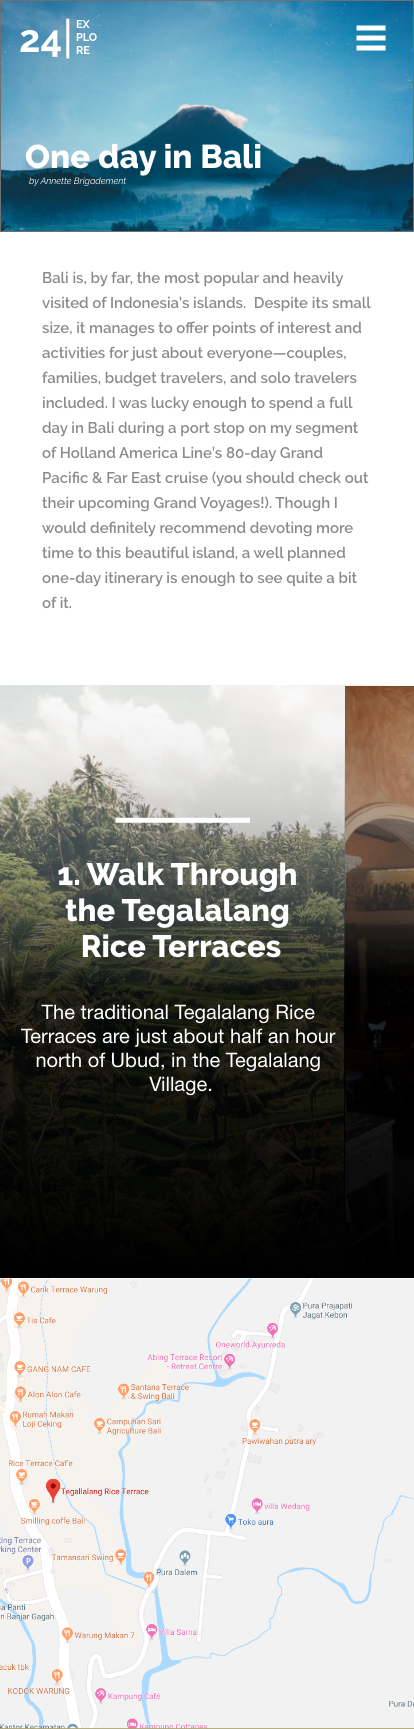 24
EX
PLO
RE
One day in Bali
by Annette Brigadement
Bali is, by far, the most popular and heavily
visited of Indonesia's islands. Despite its small
size, it manages to offer points of interest and
activities for just about everyone—couples,
families, budget travelers, and solo travelers
included. I was lucky enough to spend a full
day in Bali during a port stop on my segment
of Holland America Line's 80-day Grand
Pacific & Far East cruise (you should check out
their upcoming Grand Voyages!). Though I
would definitely recommend devoting more
time to this beautiful island, a well planned
one-day itinerary is enough to see quite a bit
of it.
1. Walk Through
the Tegalalang
Rice Terraces
The traditional Tegalalang Rice
Terraces are just about half an hour
north of Ubud, in the Tegalalang
Village.
Carik Terrace Warung
Pura Prajapati
Jagat Kebon
Tis Cafe
Oneworld Ayurveda
Abing Terrace Resort
- Retreat Centre
GANG NAM CAFE
Santana Terrace
& Swing Bali
Alon Alon Cafe
Rumah Makan
Loji Ceking
Campuhan Sari
Agriculture Bali
Pawiwahan putra ary
Rice Terrace Caf'e
Tegallalang Rice Terrace
villa Wedang
Smilling coffe Bali
Toko aura
ing Terrace
king Center
P
Tamansari Swing
Pura Dalem
a Panti
n Banjar Gagah
Warung Makan 7
Villa Sarna
acuk tbk
KODOK WARUNG
Kampung Café
Pura Da
Kantor Kecamatan
Kampung Cottages